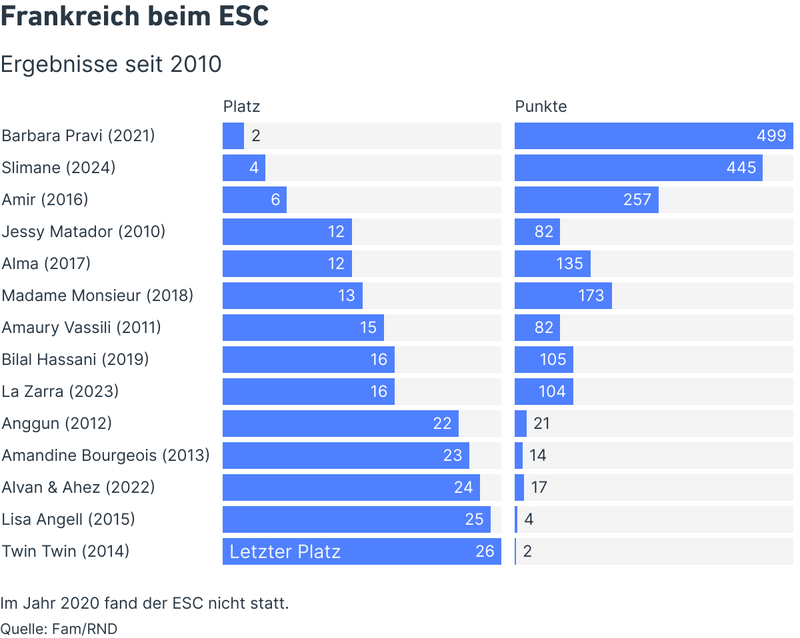 Frankreich beim ESC
Ergebnisse seit 2010
Platz Punkte
Barbara Pravi (2021) 2 499
Slimane (2024) 4 445
Amir (2016) 6 257
Jessy Matador (2010) 12 82
Alma (2017) 12 135
Madame Monsieur (2018) 13 173
Amaury Vassili (2011) 15 82
Bilal Hassani (2019) 16 105
La Zarra (2023) 16 104
Anggun (2012) 22 21
Amandine Bourgeois (2013) 23 14
Alvan & Ahez (2022) 24 17
Lisa Angell (2015) 25 4
Twin Twin (2014) Letzter Platz 26 2
Im Jahr 2020 fand der ESC nicht statt.
Quelle: Fam/RND